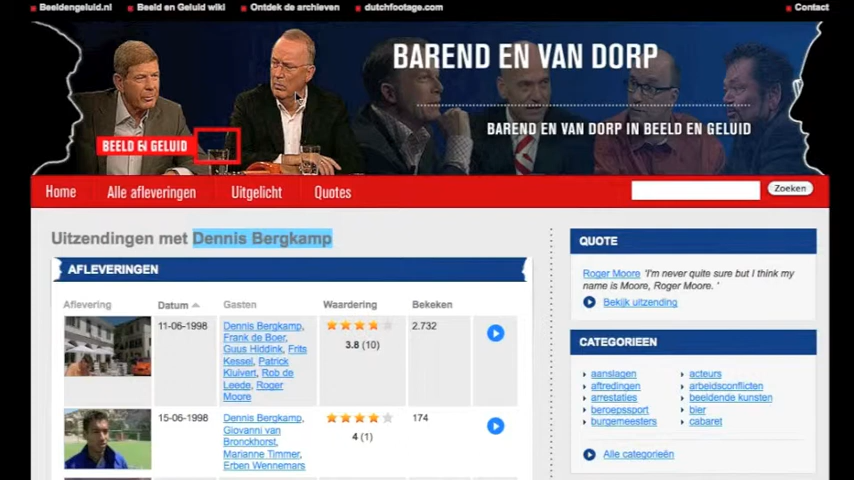 Beeldengeluid.nl Beeld en Geluid wiki Ontdek de archieven dutchfootage.com Contact
BAREND EN VAN DORP
BAREND EN VAN DORP IN BEELD EN GELUID
BEELD EN GELUID
Home Alle afleveringen Uitgelicht Quotes Zoeken
Uitzendingen met Dennis Bergkamp
AFLEVERINGEN
Aflevering Datum Gasten Waardering Bekeken
11-06-1998 Dennis Bergkamp, 2.732
Frank de Boer,
Guus Hiddink, Frits
3.8 (10)
Kessel, Patrick
Kluivert, Rob de
Leede, Roger
Moore
15-06-1998 Dennis Bergkamp, 174
Giovanni van
4 (1)
Bronckhorst,
Marianne Timmer,
Erben Wennemars
QUOTE
Roger Moore 'I'm never quite sure but I think my
name is Moore, Roger Moore. '
Bekijk uitzending
CATEGORIEEN
aanslagen acteurs
aftredingen arbeidsconflicten
arrestaties beeldende kunsten
beroepssport bier
burgemeesters cabaret
Alle categorieën